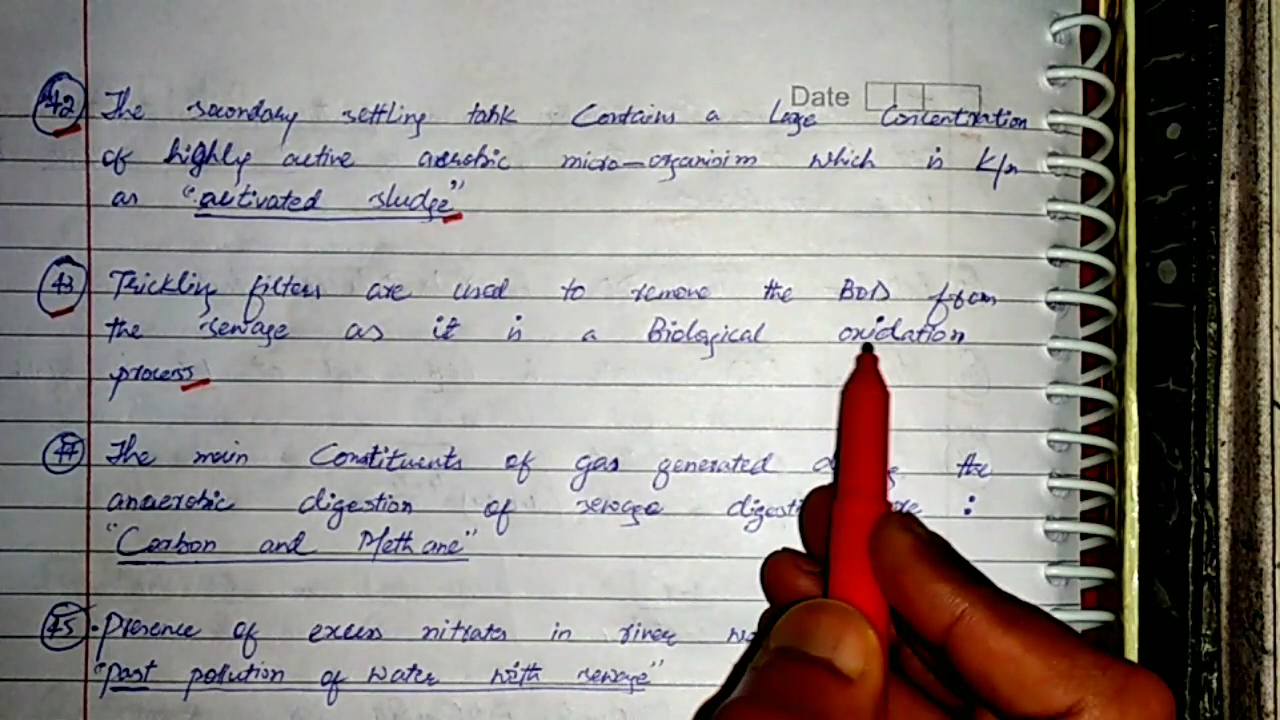 Date
42 The secondary settling tank Contains a Large Concentration
of highly active aerobic micro-organisim which is k/n
as "activated sludge"
43 Trickling filters are used to remove the BOD from
the sewage as it is a Biological oxidation
process
44 The main Constituents of gas generated the
anaerobic digestion of sewage :
"Carbon and Methane"
45 Presence of excess nitrates in river
"past pollution of water with sewage"